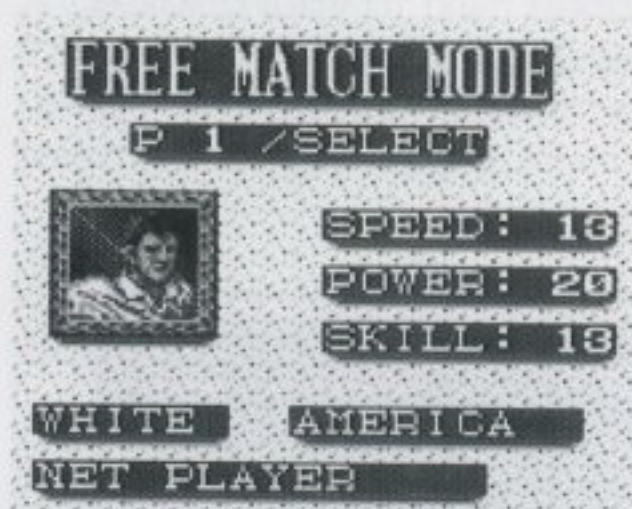 FREE MATCH MODE
P 1 /SELECT
SPEED: 13
POWER: 20
SKILL: 13
WHITE AMERICA
NET PLAYER